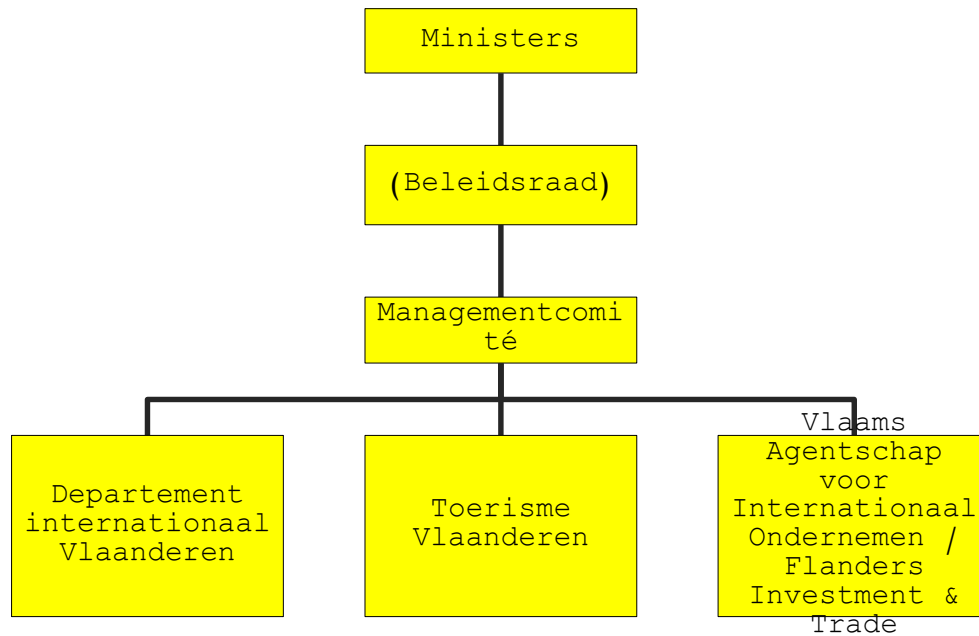 Ministers
(Beleidsraad)
Managementcomi
té
Departement
internationaal
Vlaanderen
Toerisme
Vlaanderen
Vlaams
Agentschap
voor
Internationaal
Ondernemen /
Flanders
Investment &
Trade